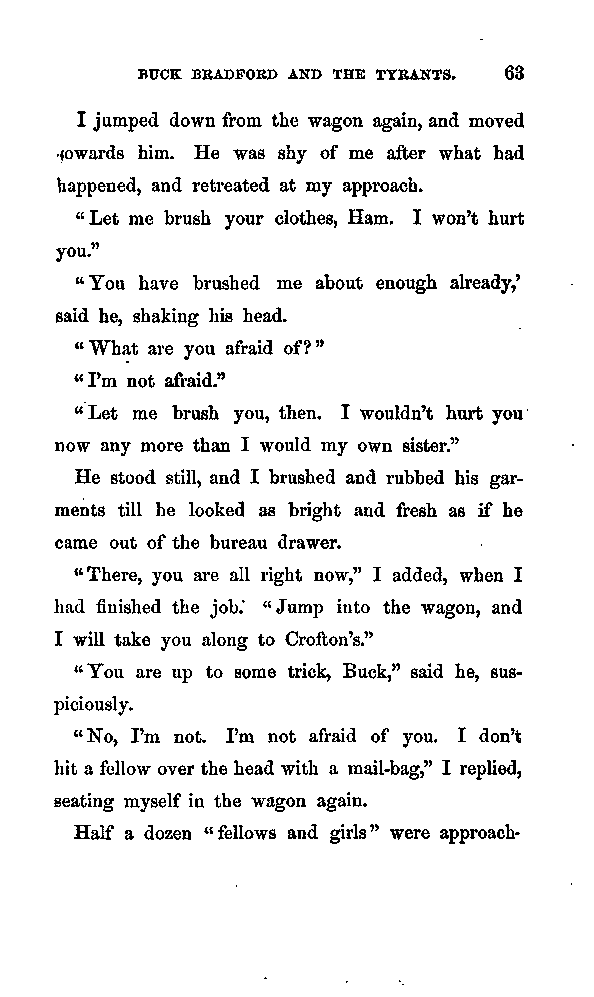 BUCK BRADFORD AND THE TYRANTS. 63
I jumped down from the wagon again, and moved
towards him. He was shy of me after what had
happened, and retreated at my approach.
“Let me brush your clothes, Ham. I won’t hurt
you.”
“You have brushed me about enough already,’
said he, shaking his head.
“What are you afraid of?”
“I’m not afraid.”
“Let me brush you, then. I wouldn’t hurt you
now any more than I would my own sister.”
He stood still, and I brushed and rubbed his gar-
ments till he looked as bright and fresh as if he
came out of the bureau drawer.
“There, you are all right now,” I added, when I
had finished the job. “Jump into the wagon, and
I will take you along to Crofton’s.”
“You are up to some trick, Buck,” said he, sus-
piciously.
“No, I’m not. I’m not afraid of you. I don’t
hit a fellow over the head with a mail-bag,” I replied,
seating myself in the wagon again.
Half a dozen “fellows and girls” were approach-